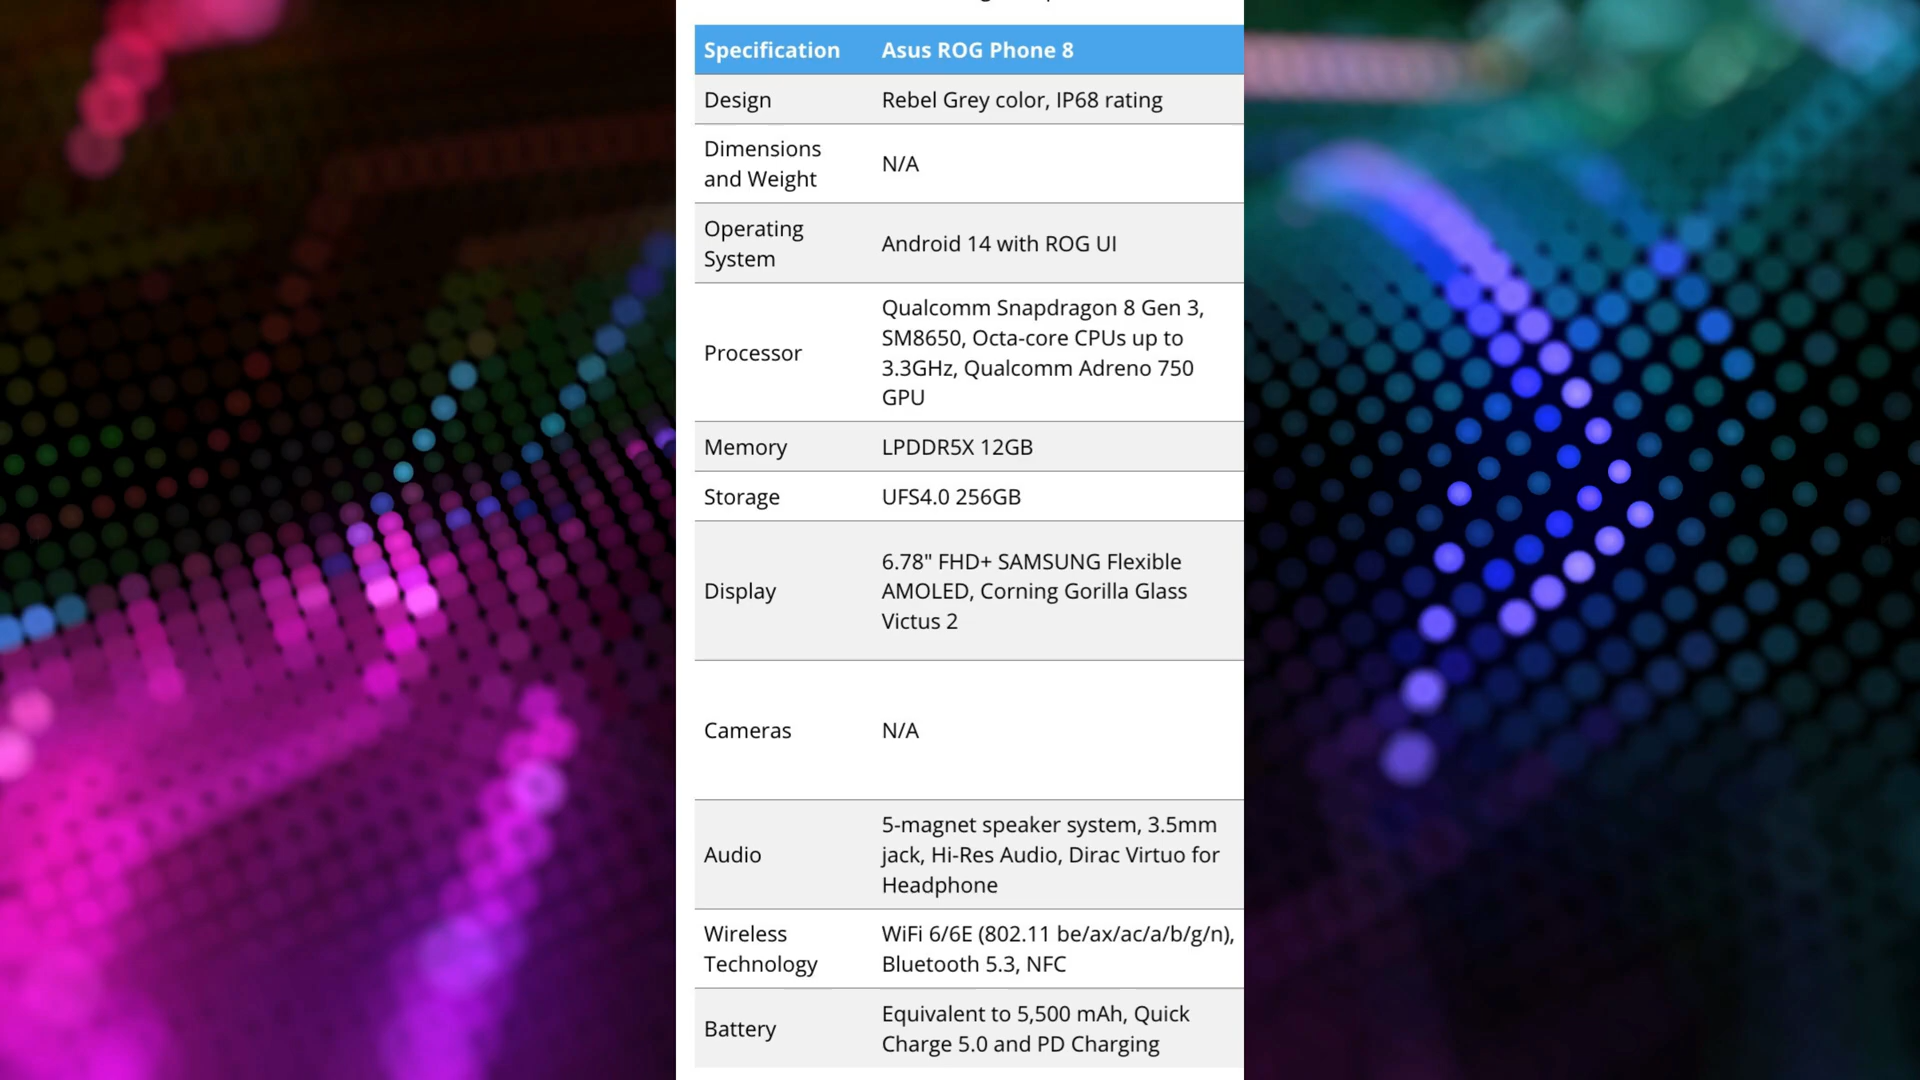 Specification Asus ROG Phone 8
Design Rebel Grey color, IP68 rating
Dimensions
and Weight
N/A
Operating
System
Android 14 with ROG UI
Processor
Qualcomm Snapdragon 8 Gen 3,
SM8650, Octa-core CPUs up to
3.3GHz, Qualcomm Adreno 750
GPU
Memory LPDDR5X 12GB
Storage UFS4.0 256GB
Display
6.78" FHD+ SAMSUNG Flexible
AMOLED, Corning Gorilla Glass
Victus 2
Cameras N/A
Audio
5-magnet speaker system, 3.5mm
jack, Hi-Res Audio, Dirac Virtuo for
Headphone
Wireless
Technology
WiFi 6/6E (802.11 be/ax/ac/a/b/g/n),
Bluetooth 5.3, NFC
Battery
Equivalent to 5,500 mAh, Quick
Charge 5.0 and PD Charging